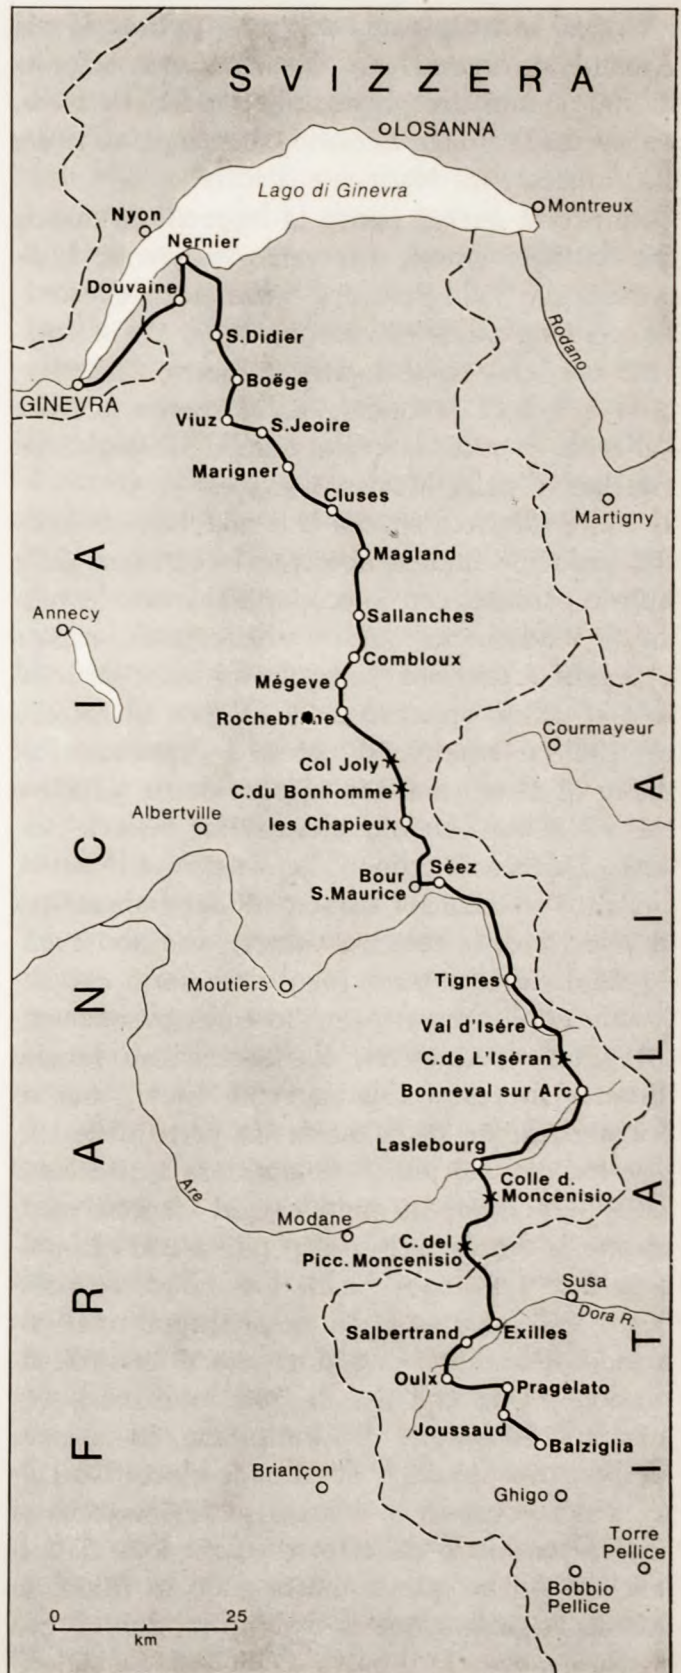 SVIZZERA
LOSANNA
Lago di Ginevra
Montreux
Nyon
Nernier
Douvaine
Rodano
S.Didier
Boëge
GINEVRA
Viuz
S.Jeoire
Marigner
Cluses
Martigny
Magland
Annecy
Sallanches
Combloux
Mégeve
Courmayeur
Col Joly
C.du Bonhomme
Albertville
les Chapieux
Séez
Bour
S.Maurice
Moutiers
Tignes
Val d'Isére
C.de L'Iséran
Bonneval sur Arc
Laslebourg
Colle d.
Moncenisio
Are
Modane
C.del
Picc. Moncenisio
Susa
Dora R.
Salbertrand
Exilles
Oulx
Pragelato
Joussaud
Balziglia
Briançon
Ghigo
Torre
Pellice
Bobbio
Pellice
0 25
km
FRANCIA
ITALIA